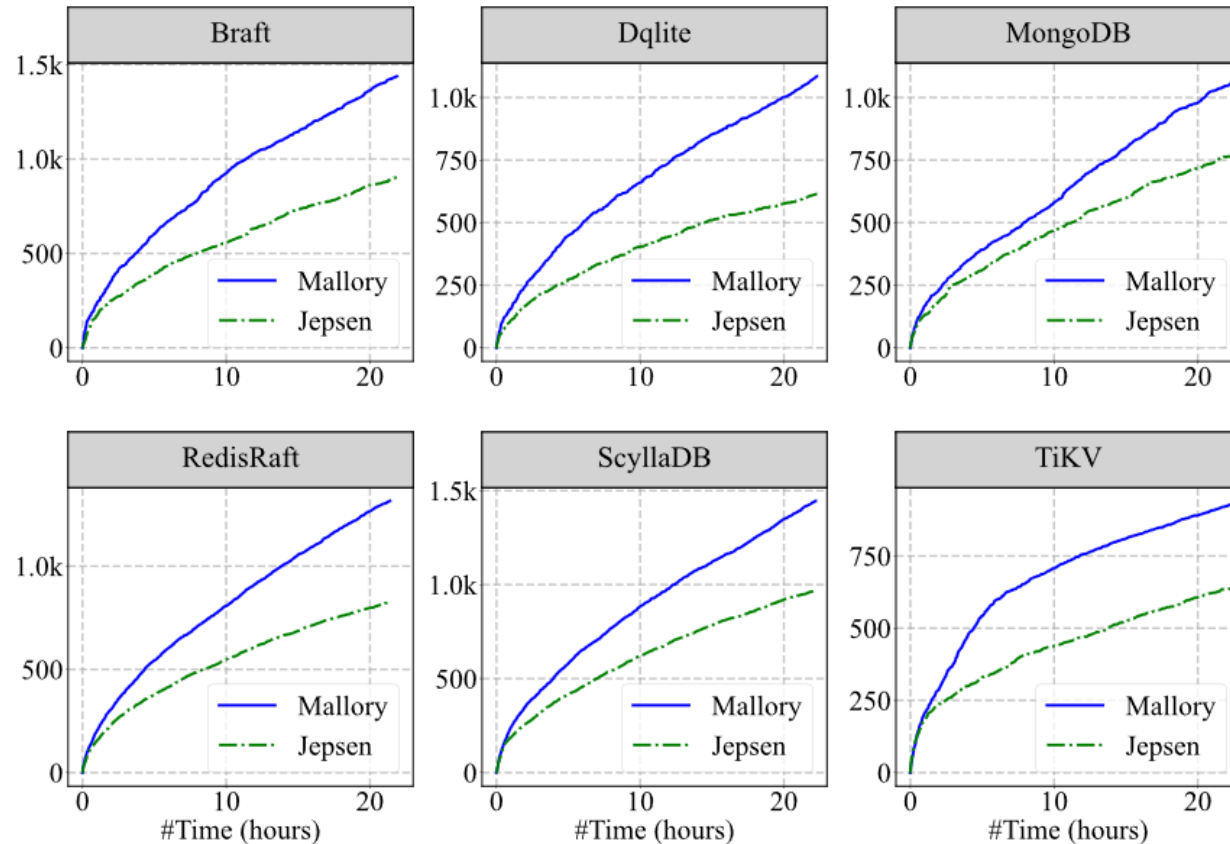 Braft
1.5k
1.0k
500
0
Mallory
Jepsen
0 10 20
Dqlite
1.0k
750
500
250
0
Mallory
Jepsen
0 10 20
MongoDB
1.0k
750
500
250
0
Mallory
Jepsen
0 10 20
RedisRaft
1.0k
500
0
Mallory
Jepsen
0 10 20
#Time (hours)
ScyllaDB
1.5k
1.0k
500
0
Mallory
Jepsen
0 10 20
#Time (hours)
TiKV
750
500
250
0
Mallory
Jepsen
0 10 20
#Time (hours)